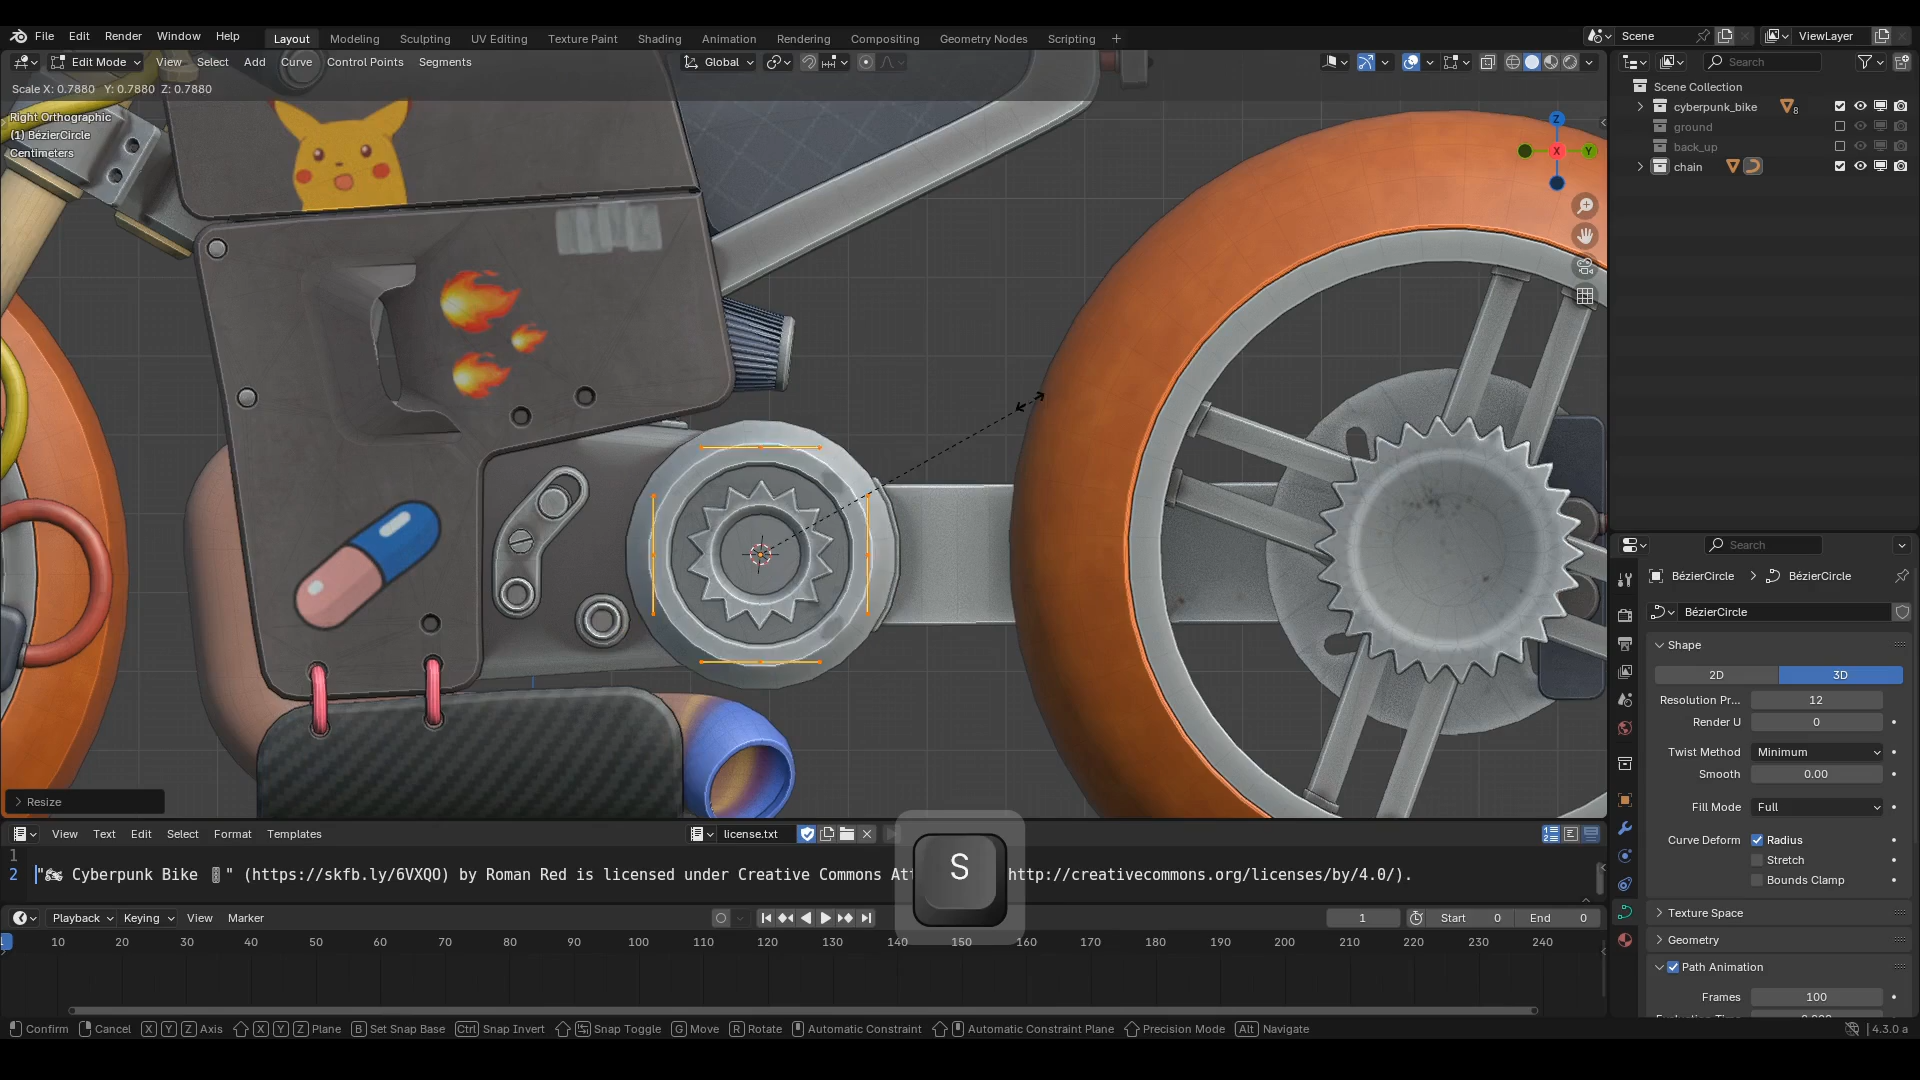 File Edit Render Window Help Layout Modeling Sculpting UV Editing Texture Paint Shading Animation Rendering Compositing Geometry Nodes Scripting + Scene ViewLayer
Edit Mode View Select Add Curve Control Points Segments Global Search
Scale X: 0.7880 Y: 0.7880 Z: 0.7880
Scene Collection
Right Orthographic
cyberpunk_bike 8
(1) BézierCircle
ground
Centimeters
back_up
chain
Z
X
Y
Search
BézierCircle > BézierCircle
BézierCircle
Shape
2D 3D
Resolution Pr... 12
Render U 0
Twist Method Minimum
Smooth 0.00
Fill Mode Full
Curve Deform Radius
Stretch
Bounds Clamp
Texture Space
Geometry
Path Animation
Frames 100
Resize
View Text Edit Select Format Templates license.txt
1
2 "🏍 Cyberpunk Bike 🚦" (https://skfb.ly/6VXQO) by Roman Red is licensed under Creative Commons Att
http://creativecommons.org/licenses/by/4.0/).
S
Playback Keying View Marker 1 Start 0 End 0
1 10 20 30 40 50 60 70 80 90 100 110 120 130 140 150 160 170 180 190 200 210 220 230 240
Confirm Cancel X Y Z Axis X Y Z Plane B Set Snap Base Ctrl Snap Invert Snap Toggle G Move R Rotate Automatic Constraint Automatic Constraint Plane Precision Mode Alt Navigate 4.3.0 a